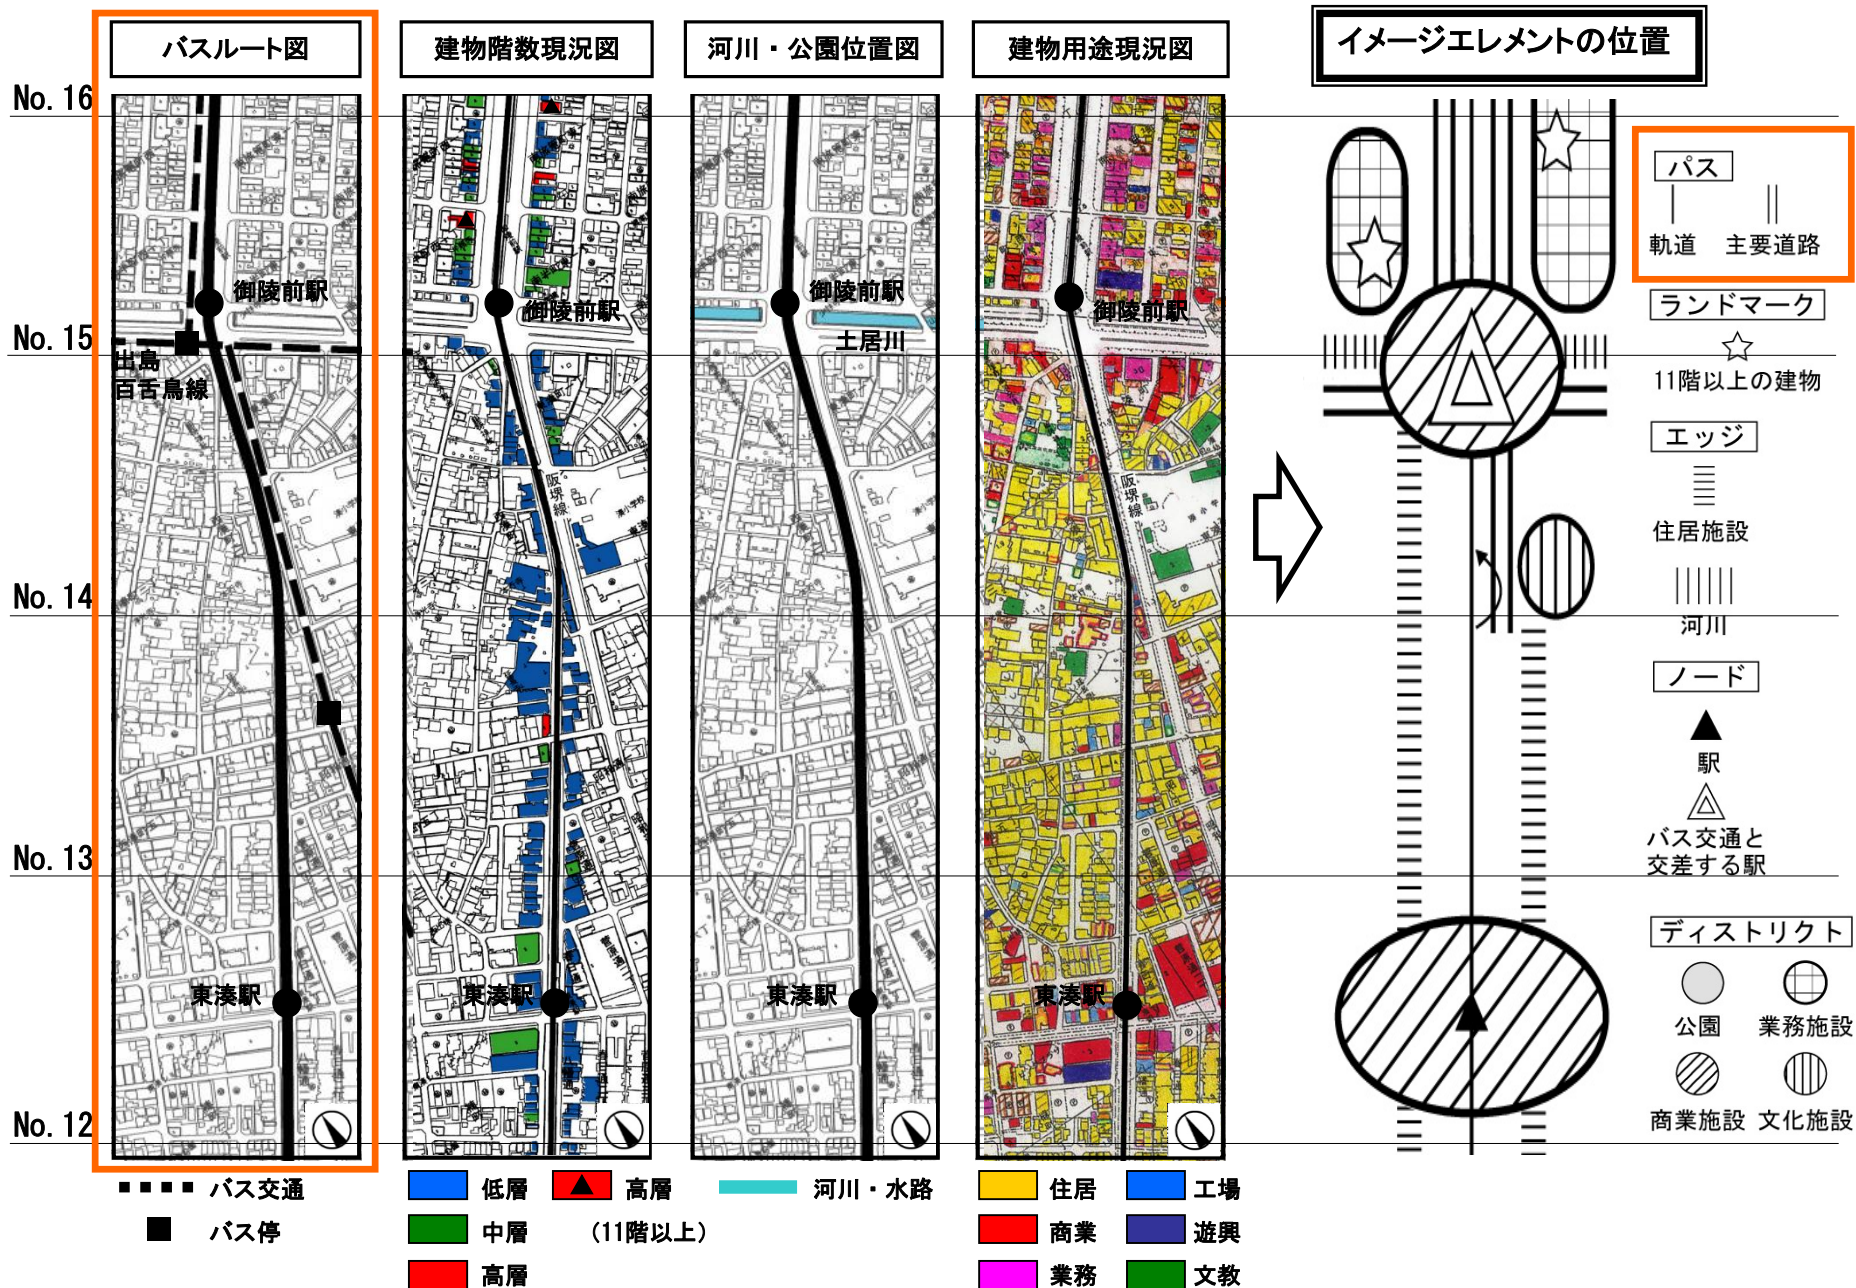 バスルート図
建物階数現況図
河川・公園位置図
建物用途現況図
イメージエレメントの位置
No. 16
No. 15
No. 14
No. 13
No. 12
御陵前駅
出島
百舌鳥線
東湊駅
御陵前駅
阪堺線
東湊駅
御陵前駅
土居川
東湊駅
御陵前駅
阪堺線
東湊駅
パス
軌道 主要道路
ランドマーク
11階以上の建物
エッジ
住居施設
河川
ノード
駅
バス交通と
交差する駅
ディストリクト
公園 業務施設
商業施設 文化施設
バス交通
バス停
低層 高層
中層 (11階以上)
高層
河川・水路
住居 工場
商業 遊興
業務 文教